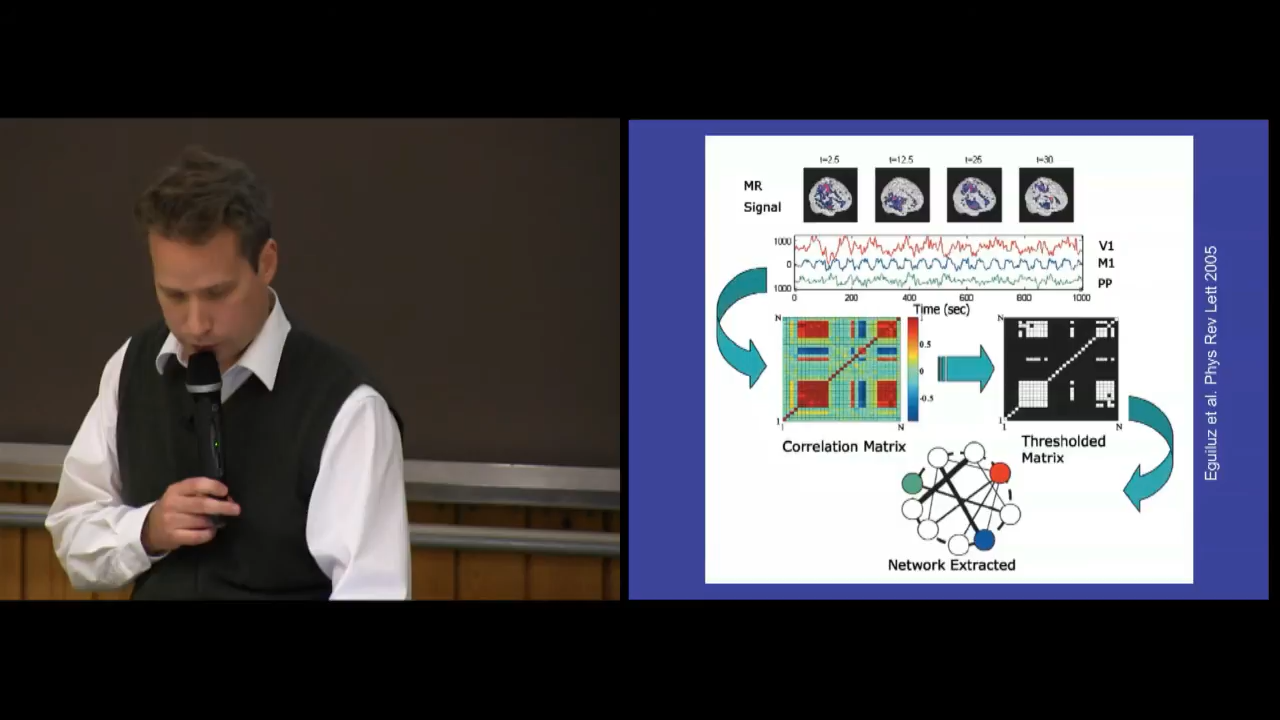 t=2.5 t=12.5 t=25 t=30
MR
Signal
1000
0
1000
V1
M1
PP
0 200 400 600 800 1000
Time (sec)
N
1
1 N
0.5
0
-0.5
Correlation Matrix
N
1
1 N
Thresholded
Matrix
Network Extracted
Eguiluz et al. Phys Rev Lett 2005